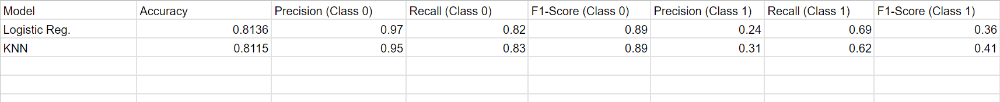 Model Accuracy Precision (Class 0) Recall (Class 0) F1-Score (Class 0) Precision (Class 1) Recall (Class 1) F1-Score (Class 1)
Logistic Reg. 0.8136 0.97 0.82 0.89 0.24 0.69 0.36
KNN 0.8115 0.95 0.83 0.89 0.31 0.62 0.41